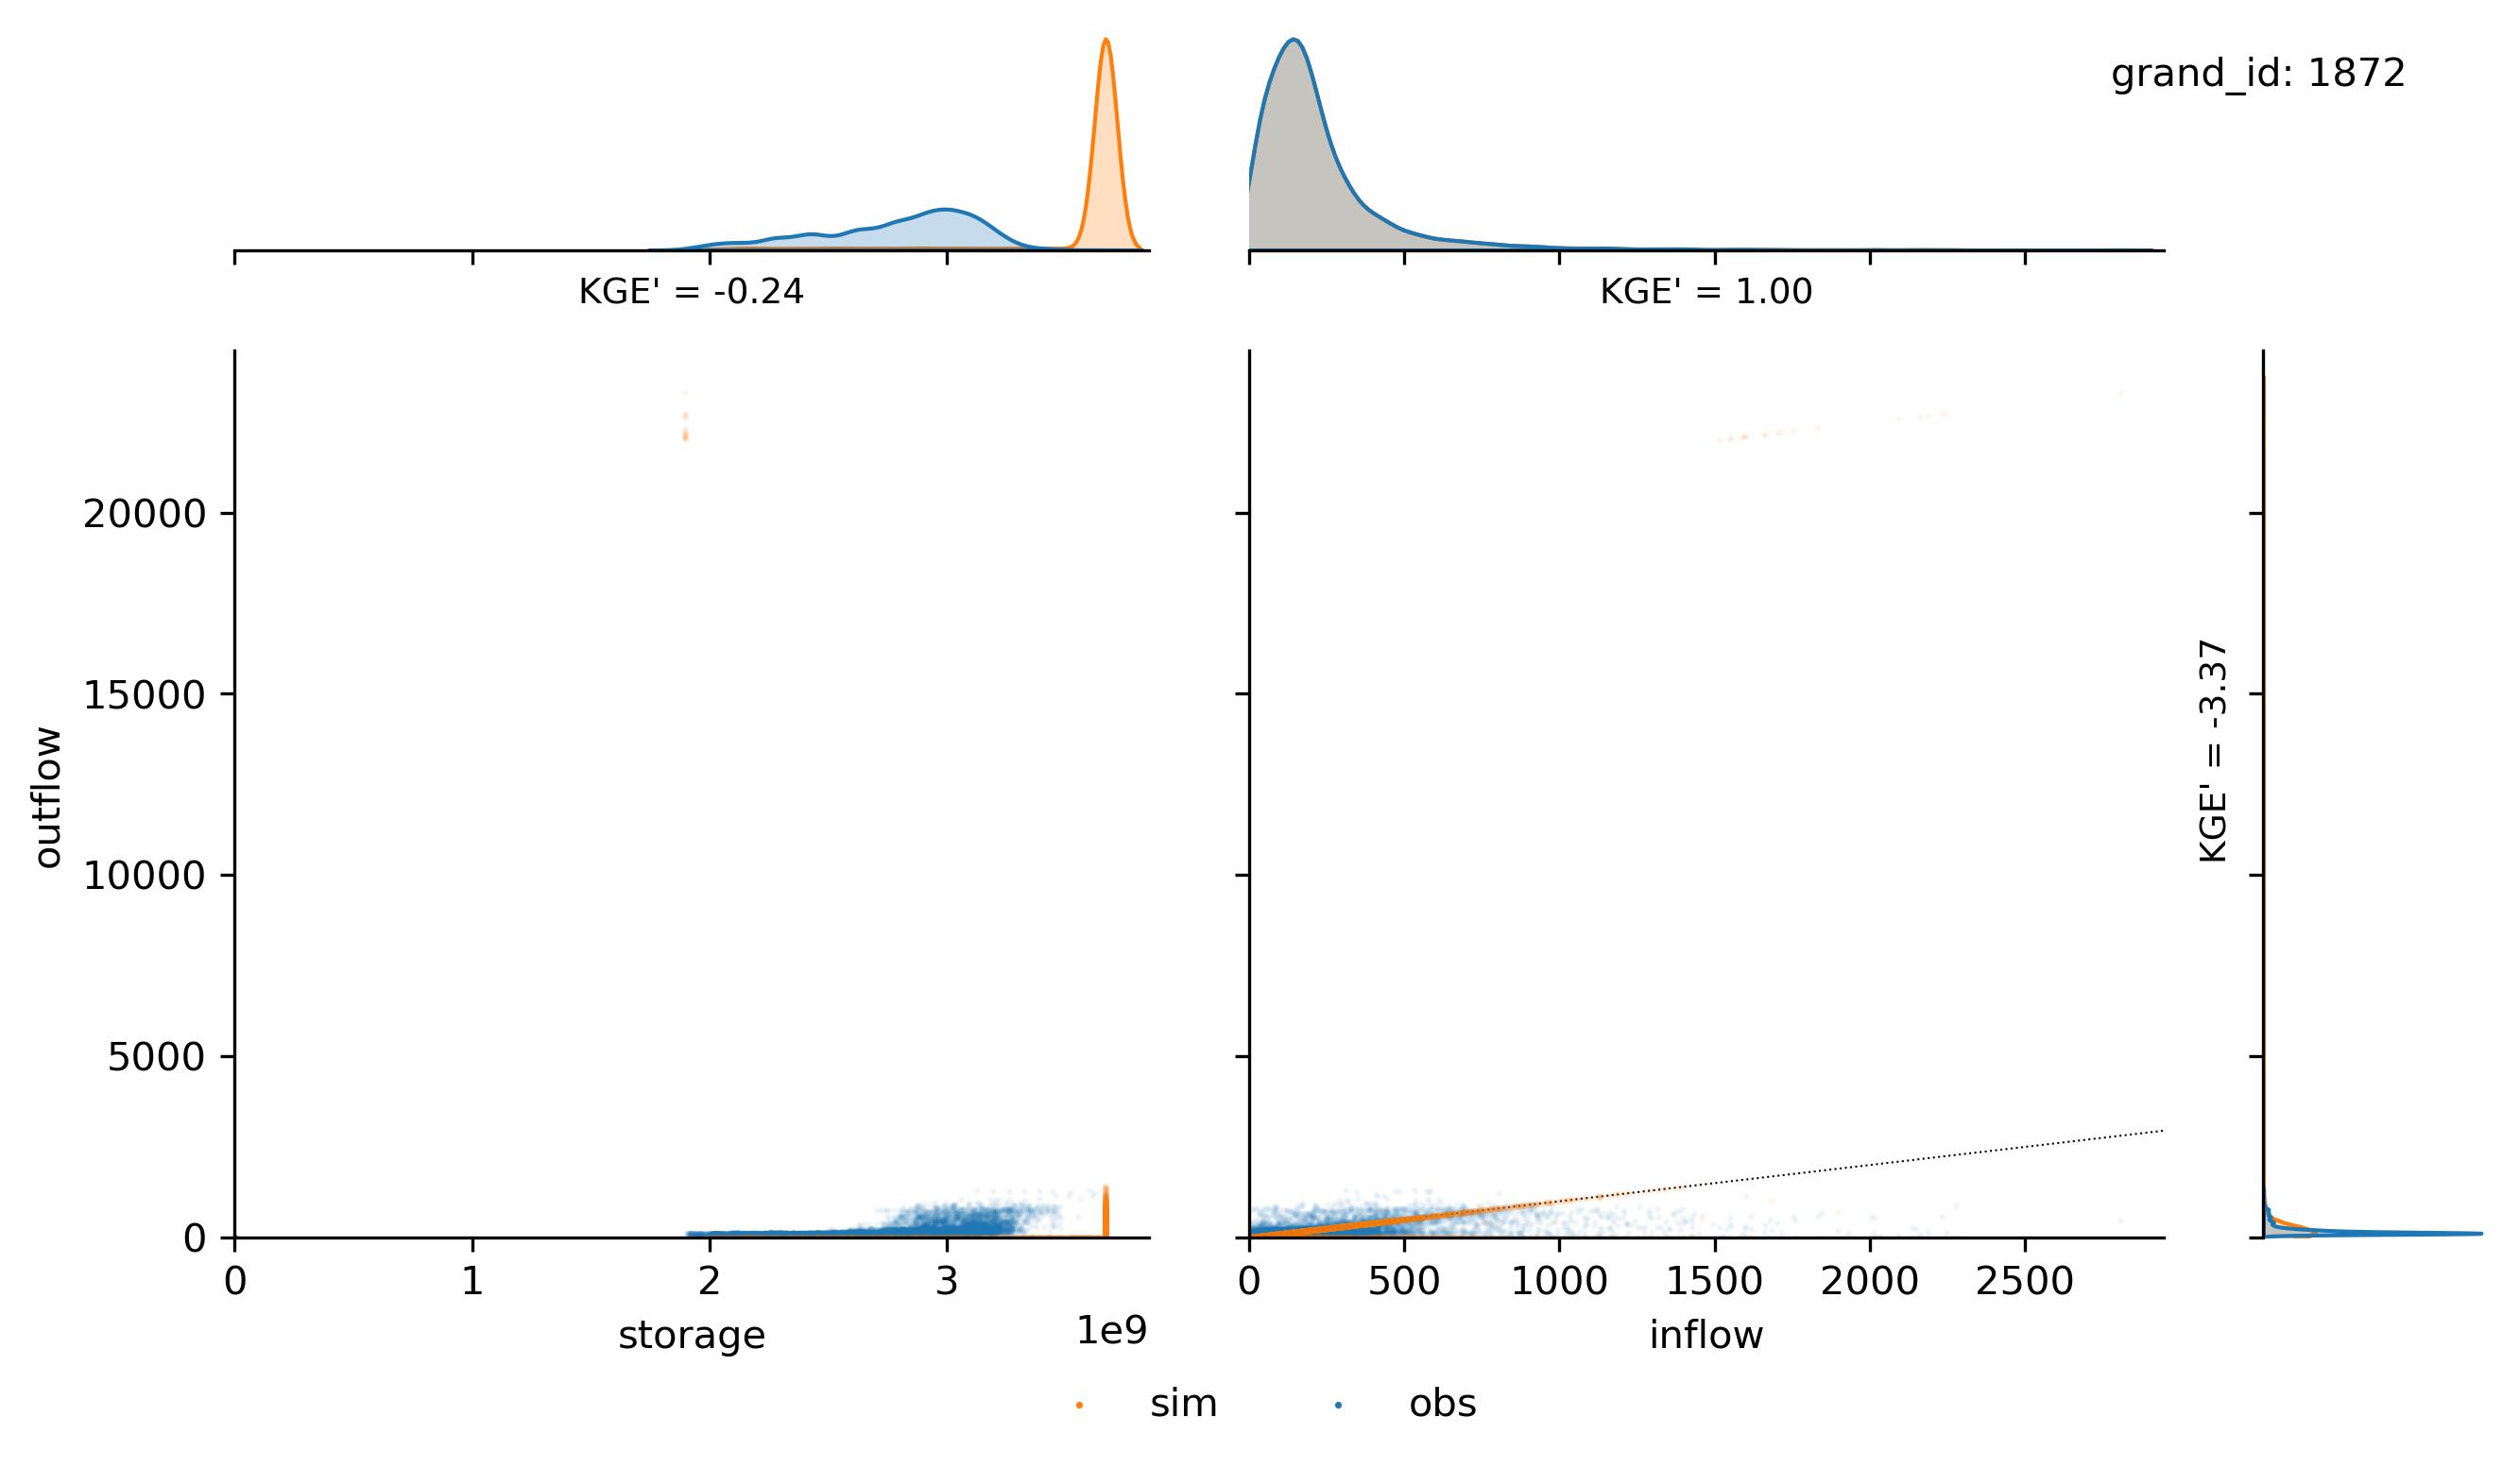 grand_id: 1872
KGE' = -0.24
KGE' = 1.00
outflow
20000
15000
10000
5000
0
KGE' = -3.37
0 1 2 3
1e9
storage
0 500 1000 1500 2000 2500
inflow
sim obs